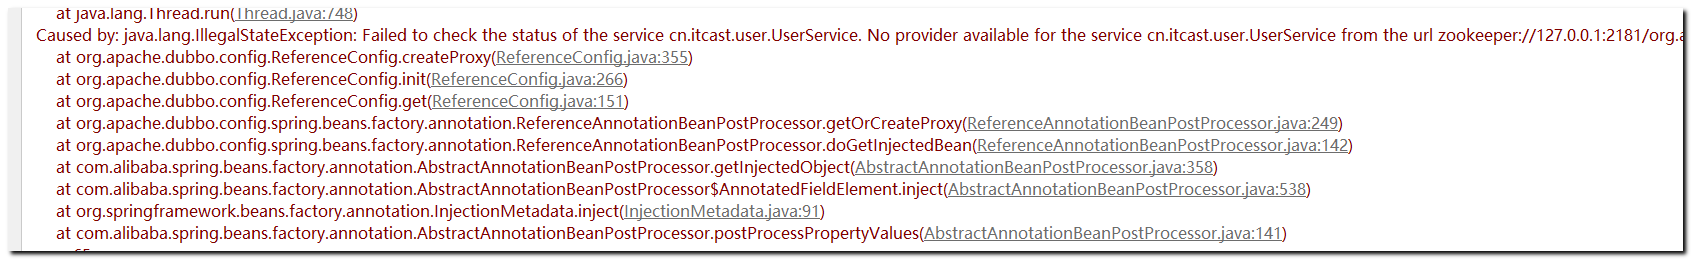 at java.lang.Thread.run(Thread.java:748)
Caused by: java.lang.IllegalStateException: Failed to check the status of the service cn.itcast.user.UserService. No provider available for the service cn.itcast.user.UserService from the url zookeeper://127.0.0.1:2181/org.a
at org.apache.dubbo.config.ReferenceConfig.createProxy(ReferenceConfig.java:355)
at org.apache.dubbo.config.ReferenceConfig.init(ReferenceConfig.java:266)
at org.apache.dubbo.config.ReferenceConfig.get(ReferenceConfig.java:151)
at org.apache.dubbo.config.spring.beans.factory.annotation.ReferenceAnnotationBeanPostProcessor.getOrCreateProxy(ReferenceAnnotationBeanPostProcessor.java:249)
at org.apache.dubbo.config.spring.beans.factory.annotation.ReferenceAnnotationBeanPostProcessor.doGetInjectedBean(ReferenceAnnotationBeanPostProcessor.java:142)
at com.alibaba.spring.beans.factory.annotation.AbstractAnnotationBeanPostProcessor.getInjectedObject(AbstractAnnotationBeanPostProcessor.java:358)
at com.alibaba.spring.beans.factory.annotation.AbstractAnnotationBeanPostProcessor$AnnotatedFieldElement.inject(AbstractAnnotationBeanPostProcessor.java:538)
at org.springframework.beans.factory.annotation.InjectionMetadata.inject(InjectionMetadata.java:91)
at com.alibaba.spring.beans.factory.annotation.AbstractAnnotationBeanPostProcessor.postProcessPropertyValues(AbstractAnnotationBeanPostProcessor.java:141)